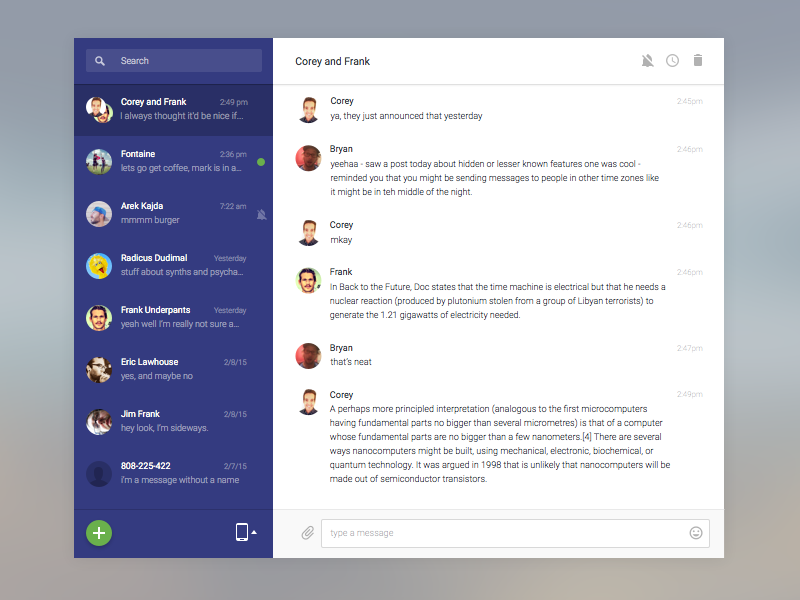 Search
Corey and Frank
2:49 pm
I always thought it'd be nice if...
Fontaine
2:36 pm
lets go get coffee, mark is in a...
Arek Kajda
7:22 am
mmmm burger
Radicus Dudimal
Yesterday
stuff about synths and psycha...
Frank Underpants
Yesterday
yeah well I'm really not sure a...
Eric Lawhouse
2/8/15
yes, and maybe no
Jim Frank
2/8/15
hey look, I'm sideways.
808-225-422
2/7/15
i'm a message without a name
Corey and Frank
Corey
2:45pm
ya, they just announced that yesterday
Bryan
2:46pm
yeehaa - saw a post today about hidden or lesser known features one was cool -
reminded you that you might be sending messages to people in other time zones like
it might be in teh middle of the night.
Corey
2:46pm
mkay
Frank
2:46pm
In Back to the Future, Doc states that the time machine is electrical but that he needs a
nuclear reaction (produced by plutonium stolen from a group of Libyan terrorists) to
generate the 1.21 gigawatts of electricity needed.
Bryan
2:47pm
that's neat
Corey
2:49pm
A perhaps more principled interpretation (analogous to the first microcomputers
having fundamental parts no bigger than several micrometres) is that of a computer
whose fundamental parts are no bigger than a few nanometers.[4] There are several
ways nanocomputers might be built, using mechanical, electronic, biochemical, or
quantum technology. It was argued in 1998 that is unlikely that nanocomputers will be
made out of semiconductor transistors.
type a message